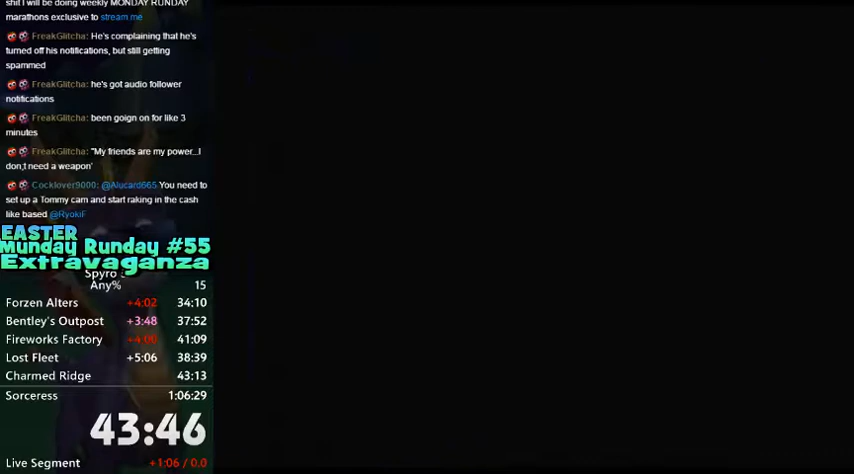 shit I will be doing weekly MONDAY RUNDAY
marathons exclusive to stream.me
FreakGlitcha: He's complaining that he's
turned off his notifications, but still getting
spammed
FreakGlitcha: he's got audio follower
notifications
FreakGlitcha: been goign on for like 3
minutes
FreakGlitcha: "My friends are my power...I
don,t need a weapon'
Cocklover9000: @Alucard665 You need to
set up a Tommy cam and start raking in the cash
like based @RyokiF
EASTER
Munday Runday #55
Extravaganza
Spyro
Any% 15
Forzen Alters +4:02 34:10
Bentley's Outpost +3:48 37:52
Fireworks Factory +4:00 41:09
Lost Fleet +5:06 38:39
Charmed Ridge 43:13
Sorceress 1:06:29
43:46
Live Segment +1:06 / 0.0